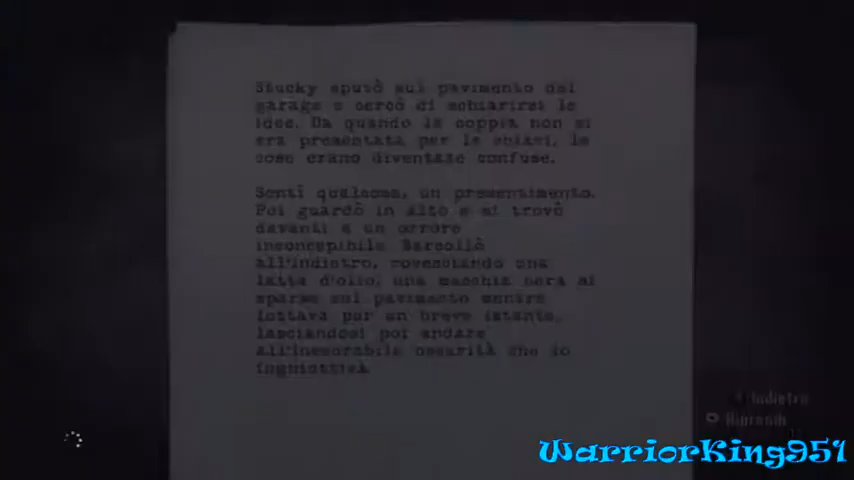 Stucky sputò sul pavimento del
garage e cercò di schiarirsi le
idee. Da quando la coppia non si
era presentata per le chiavi, le
cose erano diventate confuse.
Sentì qualcosa, un presentimento.
Poi guardò in alto e si trovò
davanti a un orrore
inconcepibile. Barcollò
all'indietro, rovesciando una
latta d'olio; una macchia nera si
sparse sul pavimento mentre
lottava per un breve istante,
lasciandosi poi andare
all'inesorabile oscurità che lo
inghiottiva.
Indietro
Riprendi
WarriorKing951